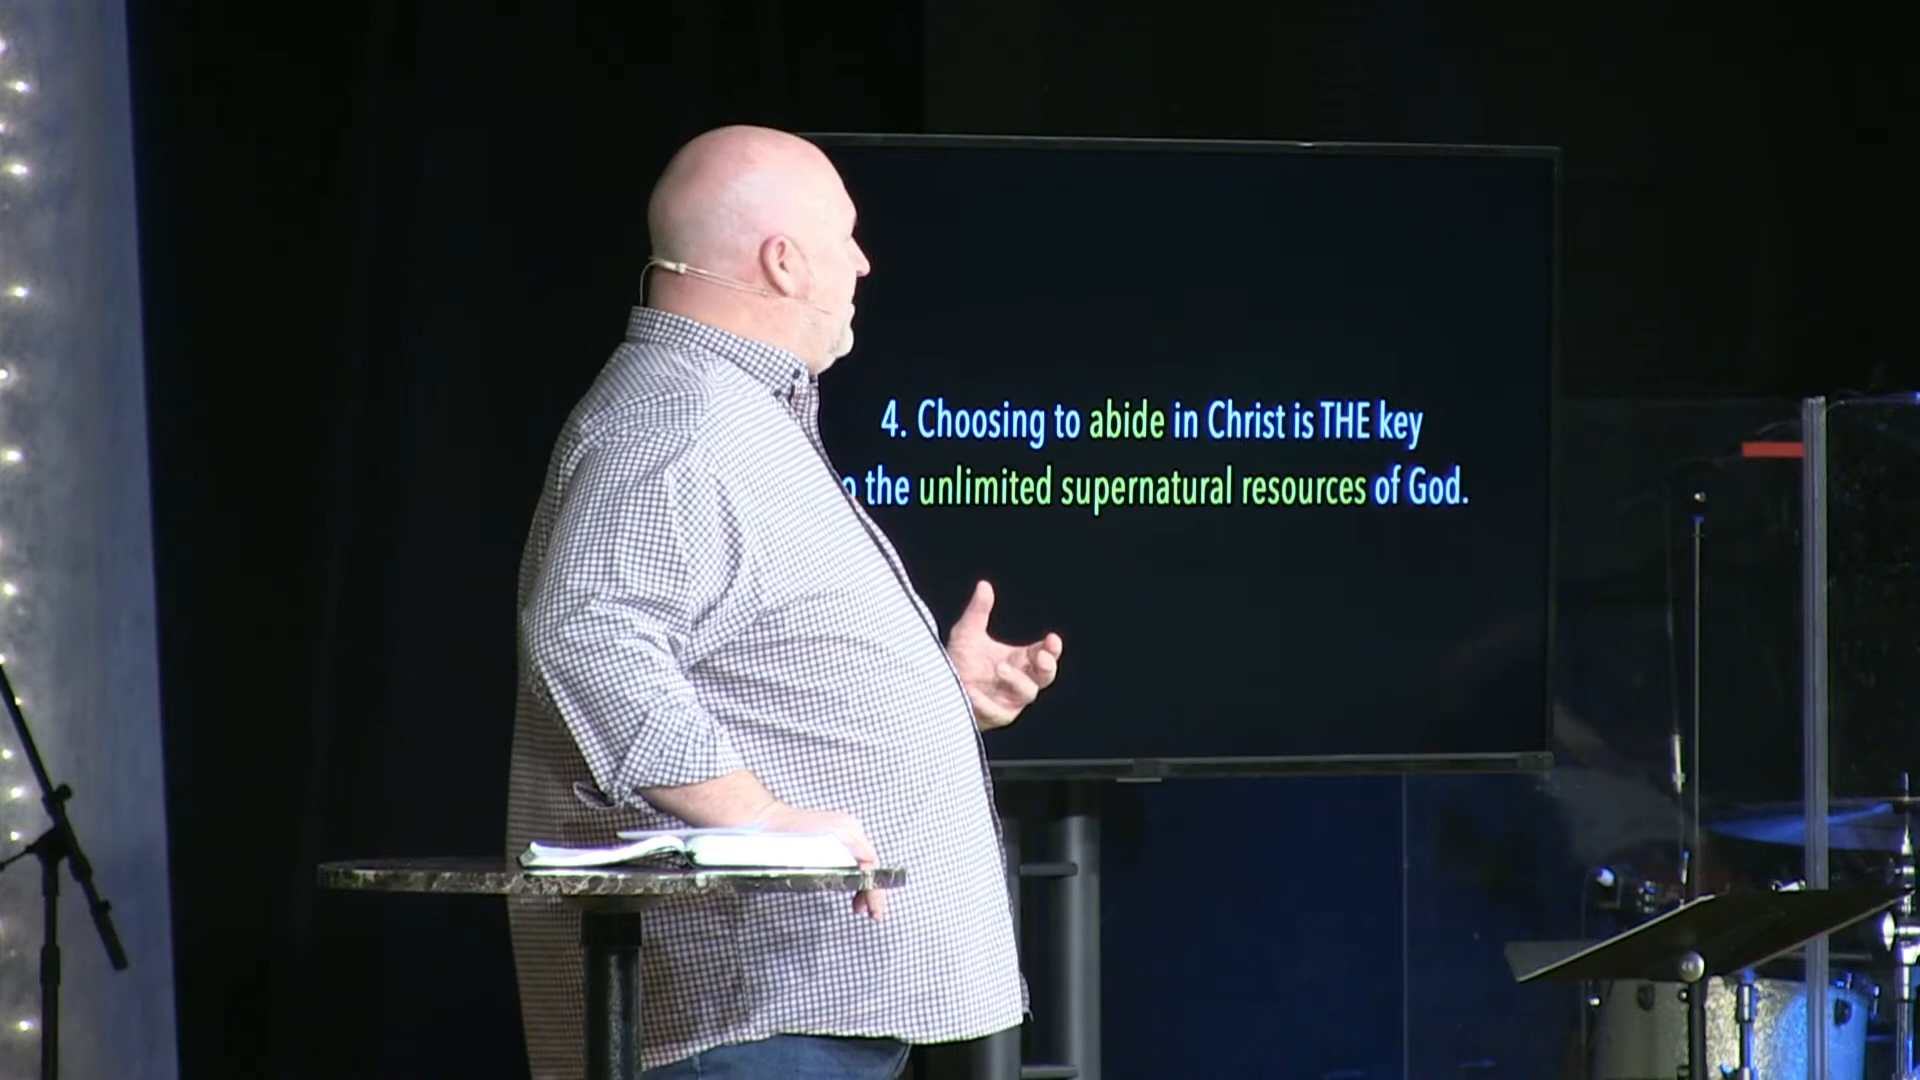 4. Choosing to abide in Christ is THE key
the unlimited supernatural resources of God.